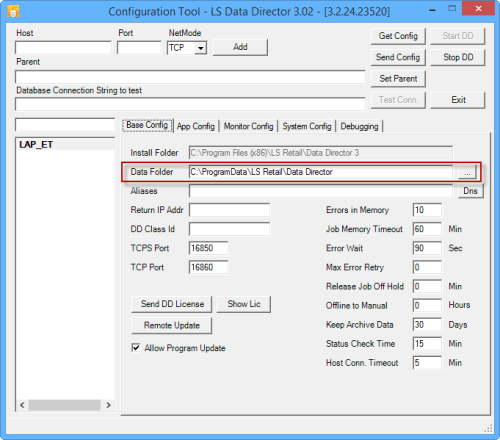 Configuration Tool - LS Data Director 3.02 - [3.2.24.23520]
Host Port NetMode
TCP Add
Get Config Start DD
Parent
Send Config Stop DD
Set Parent
Database Connection String to test
Test Conn. Exit
Base Config App Config Monitor Config System Config Debugging
LAP_ET
Install Folder C:\Program Files (x86)\LS Retail\Data Director 3
Data Folder C:\ProgramData\LS Retail\Data Director ...
Aliases Dns
Return IP Addr Errors in Memory 10
DD Class Id Job Memory Timeout 60 Min
TCPS Port 16850 Error Wait 90 Sec
TCP Port 16860 Max Error Retry 0
Release Job Off Hold 0 Min
Send DD License Show Lic Offline to Manual 0 Hours
Remote Update Keep Archive Data 30 Days
Allow Program Update Status Check Time 15 Min
Host Conn. Timeout 5 Min